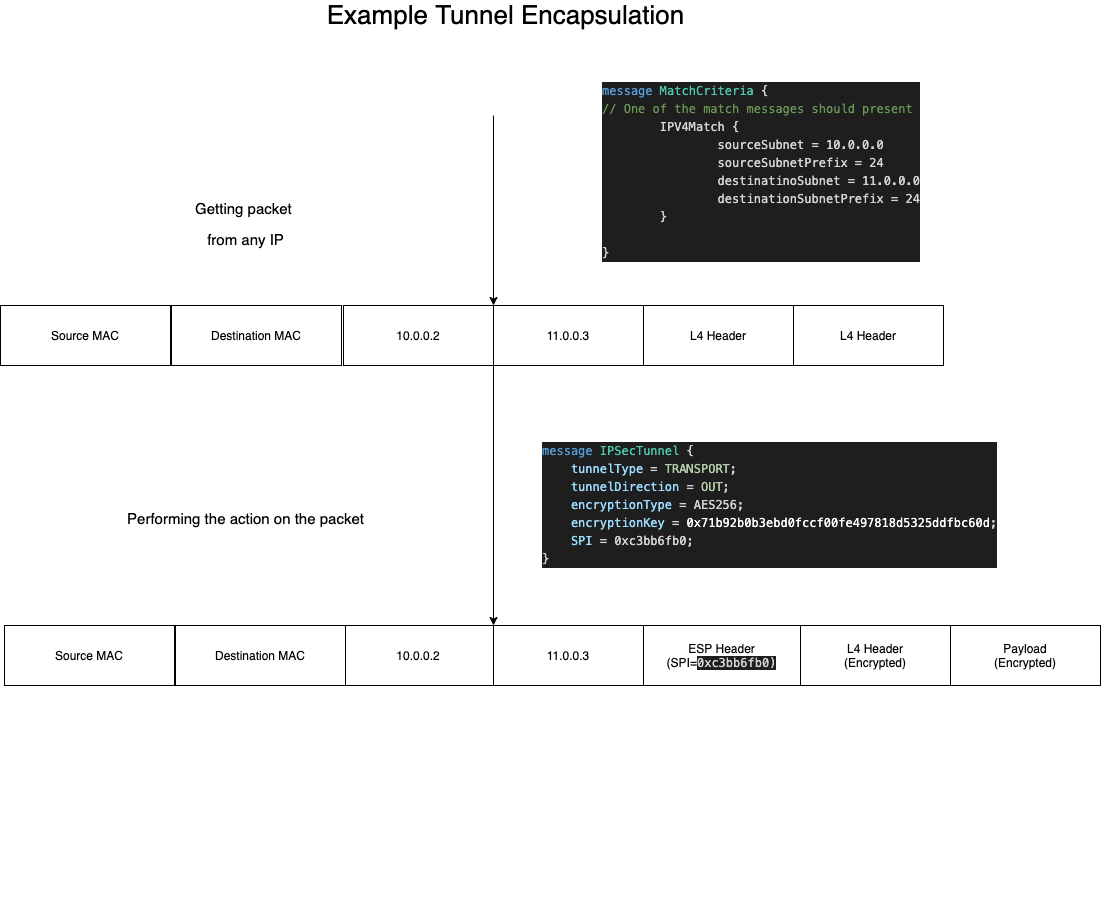 Example Tunnel Encapsulation
message MatchCriteria {
// One of the match messages should present
IPV4Match {
sourceSubnet = 10.0.0.0
sourceSubnetPrefix = 24
destinatinoSubnet = 11.0.0.0
destinationSubnetPrefix = 24
}
}
Getting packet
from any IP
Source MAC
Destination MAC
10.0.0.2
11.0.0.3
L4 Header
L4 Header
message IPSecTunnel {
tunnelType = TRANSPORT;
tunnelDirection = OUT;
encryptionType = AES256;
encryptionKey = 0x71b92b0b3ebd0fccf00fe497818d5325ddfbc60d;
SPI = 0xc3bb6fb0;
}
Performing the action on the packet
Source MAC
Destination MAC
10.0.0.2
11.0.0.3
ESP Header
(SPI=0xc3bb6fb0)
L4 Header
(Encrypted)
Payload
(Encrypted)